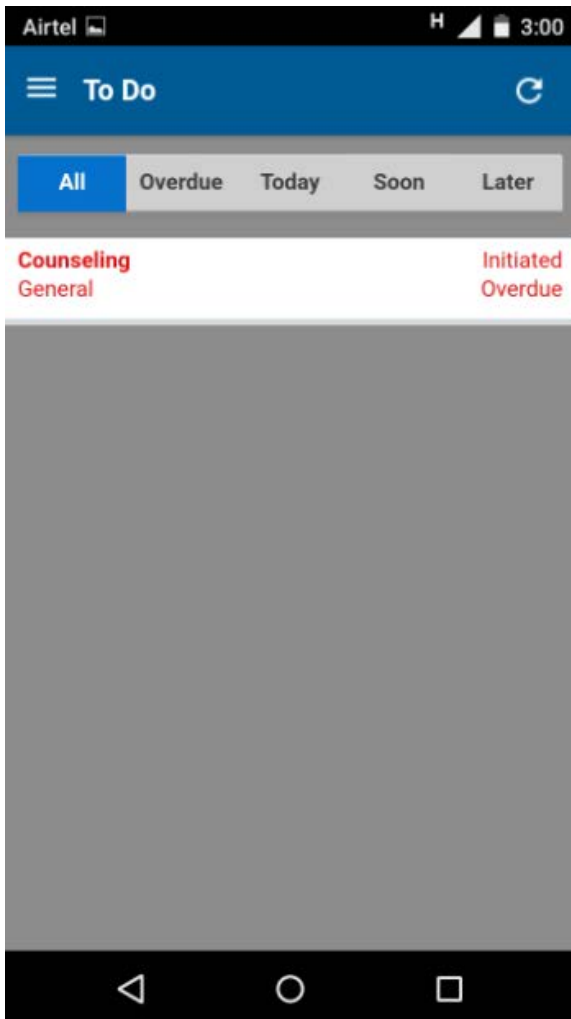 Airtel H 3:00
To Do
All Overdue Today Soon Later
Counseling Initiated
General Overdue